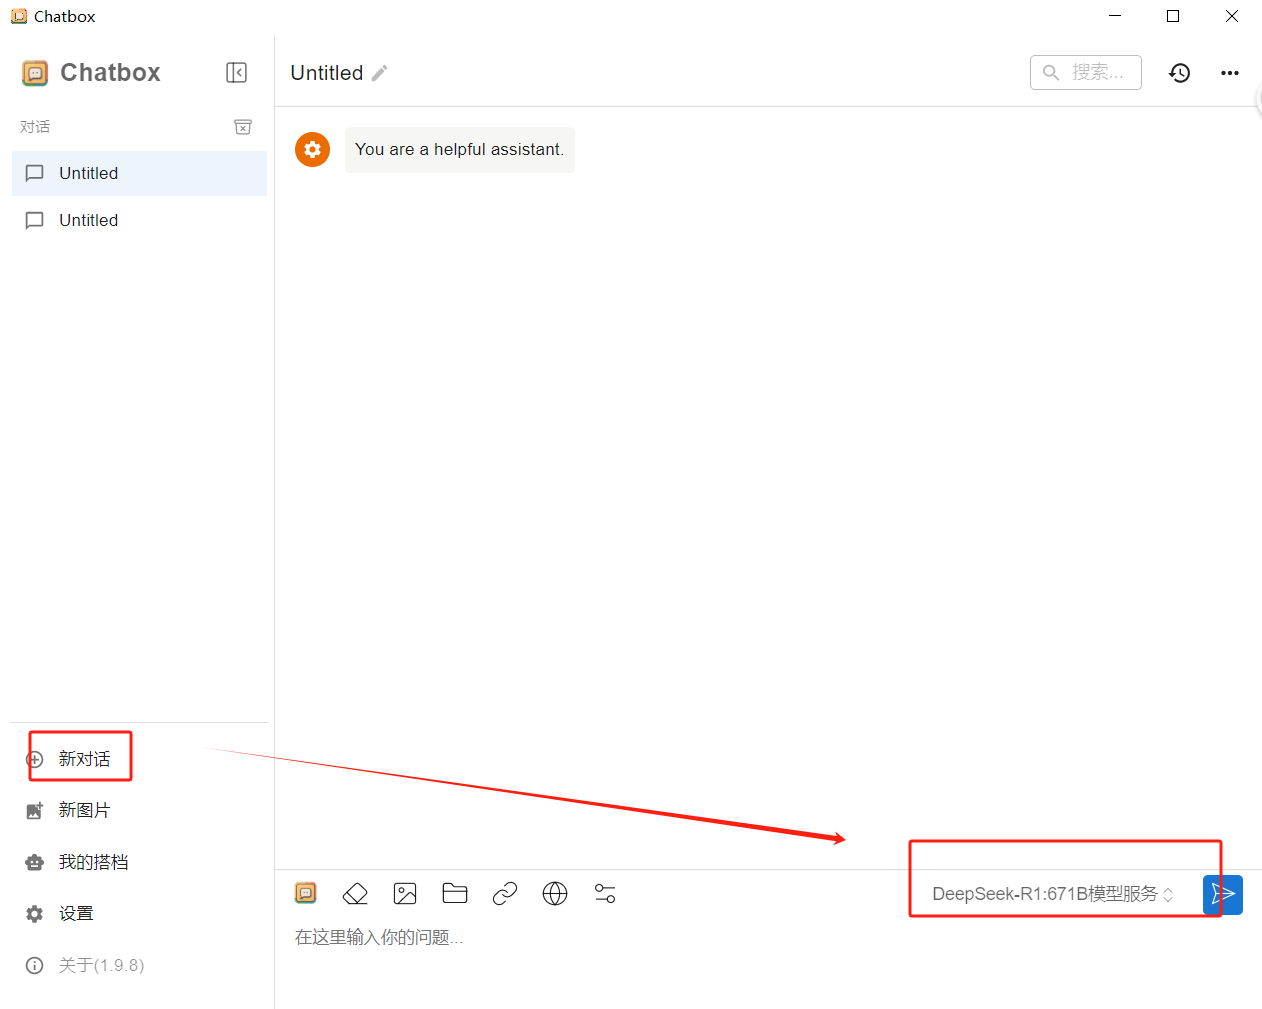 Chatbox
Chatbox
对话
Untitled
Untitled
新对话
新图片
我的搭档
设置
关于(1.9.8)
Untitled
搜索...
You are a helpful assistant.
DeepSeek-R1:671B模型服务
在这里输入你的问题...